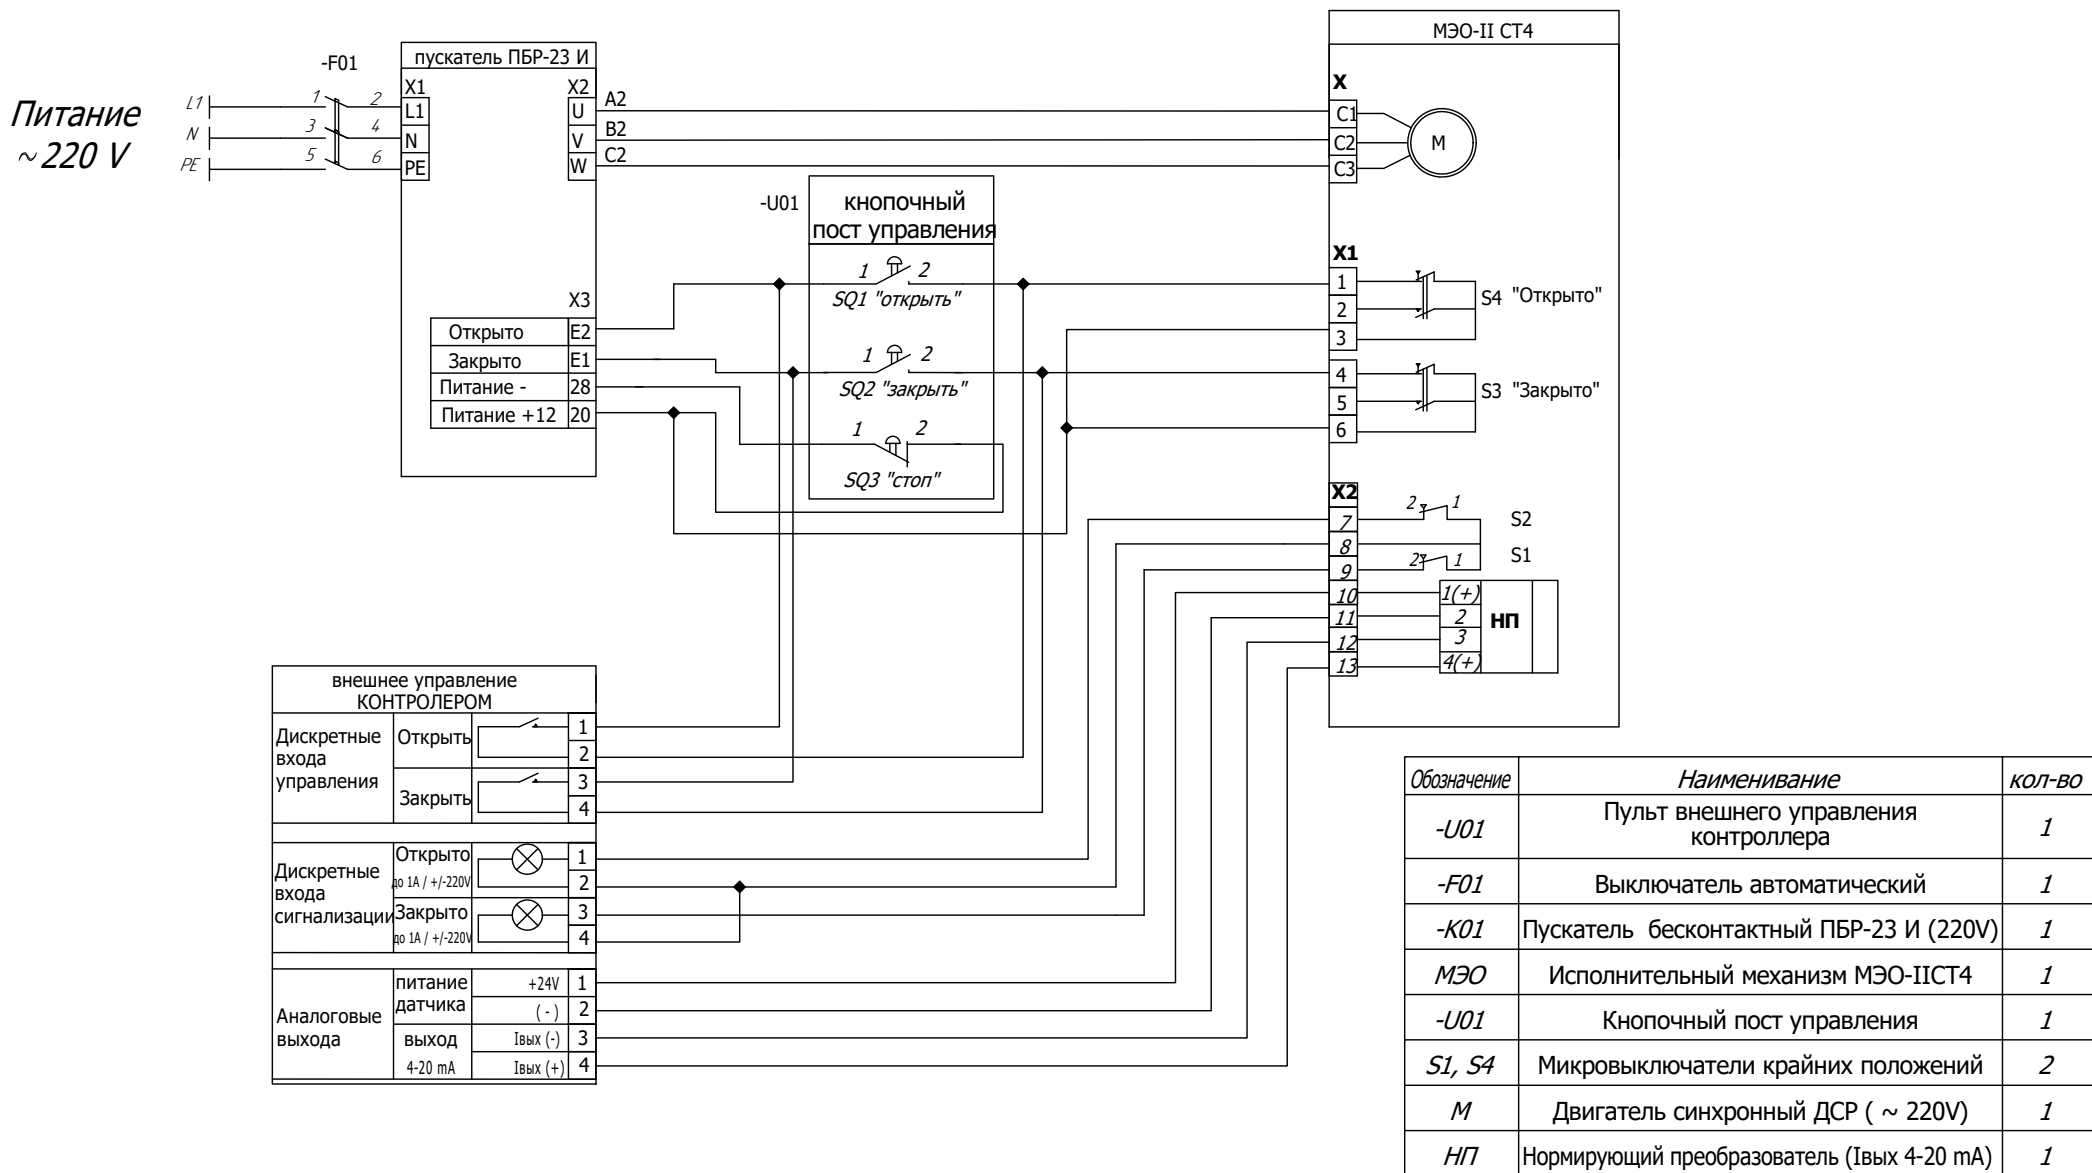 Питание
~220 V
L1
N
PE
-F01
1 2
3 4
5 6
пускатель ПБР-23 И
X1 X2
L1 U A2
N V B2
PE W C2
X3
Открыто E2
Закрыто E1
Питание - 28
Питание +12 20
-U01
кнопочный
пост управления
1 2
SQ1 "открыть"
1 2
SQ2 "закрыть"
1 2
SQ3 "стоп"
МЭО-II СТ4
X
C1
C2
C3
M
X1
1
2
3
S4 "Открыто"
4
5
6
S3 "Закрыто"
X2
7 2 1 S2
8
9 2 1 S1
10 1(+)
11 2
12 3
13 4(+)
НП
внешнее управление
КОНТРОЛЕРОМ
Дискретные
входа
управления
Открыть
1
2
Закрыть
3
4
Дискретные
входа
сигнализации
Открыто
до 1А / +/-220V
1
2
Закрыто
до 1А / +/-220V
3
4
Аналоговые
выхода
питание
датчика
+24V 1
( - ) 2
выход
4-20 mA
Iвых (-) 3
Iвых (+) 4
Обозначение Наименивание кол-во
-U01 Пульт внешнего управления
контроллера 1
-F01 Выключатель автоматический 1
-K01 Пускатель бесконтактный ПБР-23 И (220V) 1
МЭО Исполнительный механизм МЭО-IIСТ4 1
-U01 Кнопочный пост управления 1
S1, S4 Микровыключатели крайних положений 2
M Двигатель синхронный ДСР ( ~ 220V) 1
НП Нормирующий преобразователь (Iвых 4-20 mA) 1